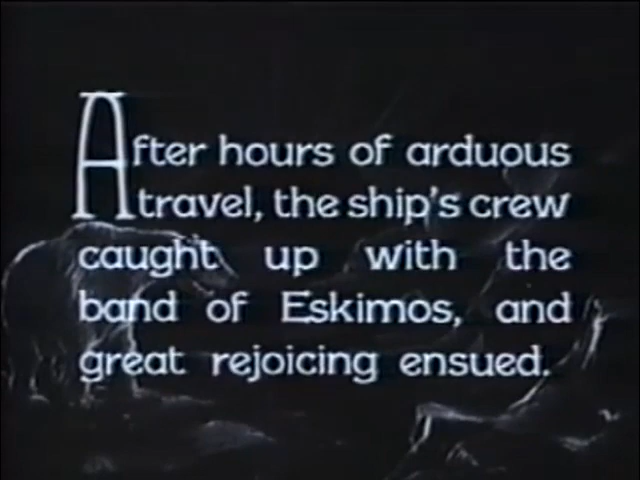 After hours of arduous
travel, the ship's crew
caught up with the
band of Eskimos, and
great rejoicing ensued.